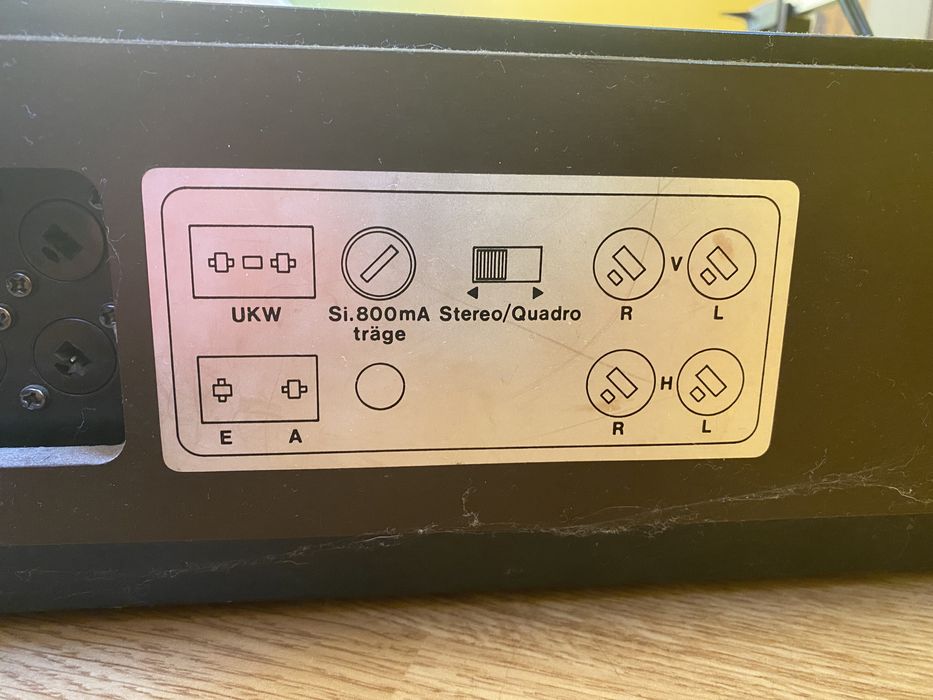 UKW
Si.800mA
träge
Stereo/Quadro
R V L
E A
R H L